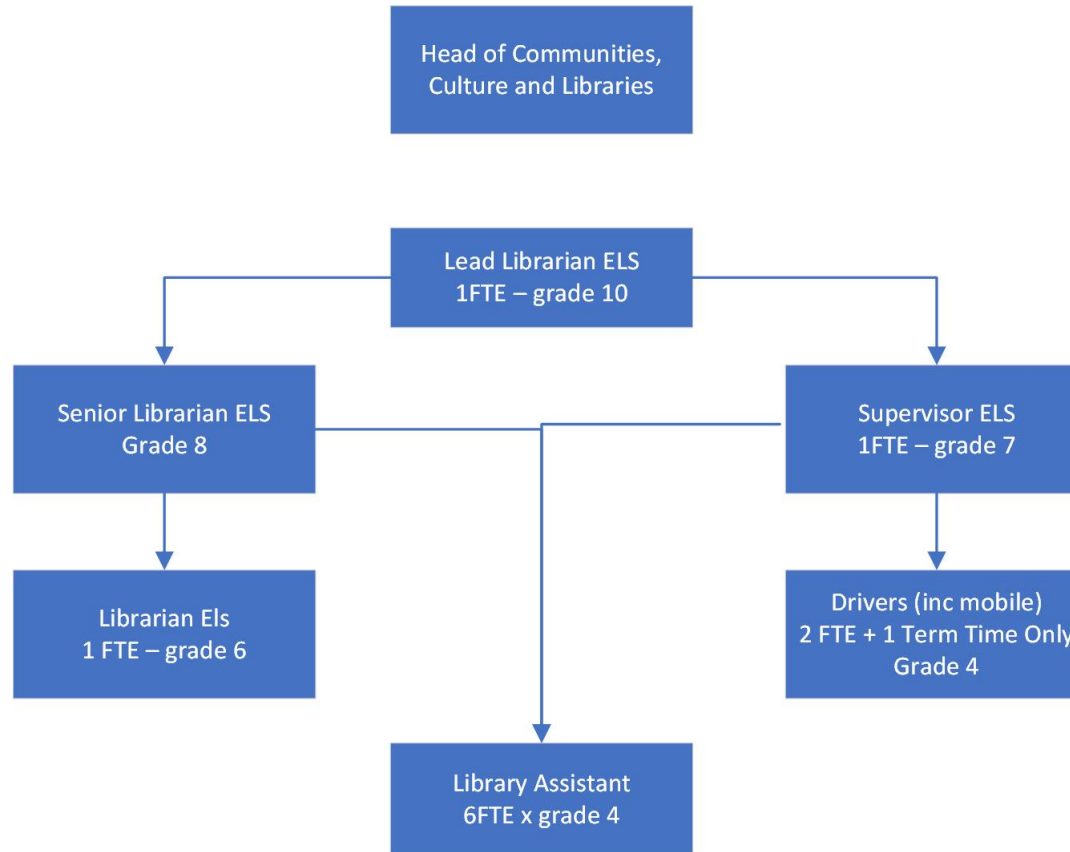 Head of Communities,
Culture and Libraries
Lead Librarian ELS
1FTE – grade 10
Senior Librarian ELS
Grade 8
Supervisor ELS
1FTE – grade 7
Librarian Els
1 FTE – grade 6
Drivers (inc mobile)
2 FTE + 1 Term Time Only
Grade 4
Library Assistant
6FTE x grade 4